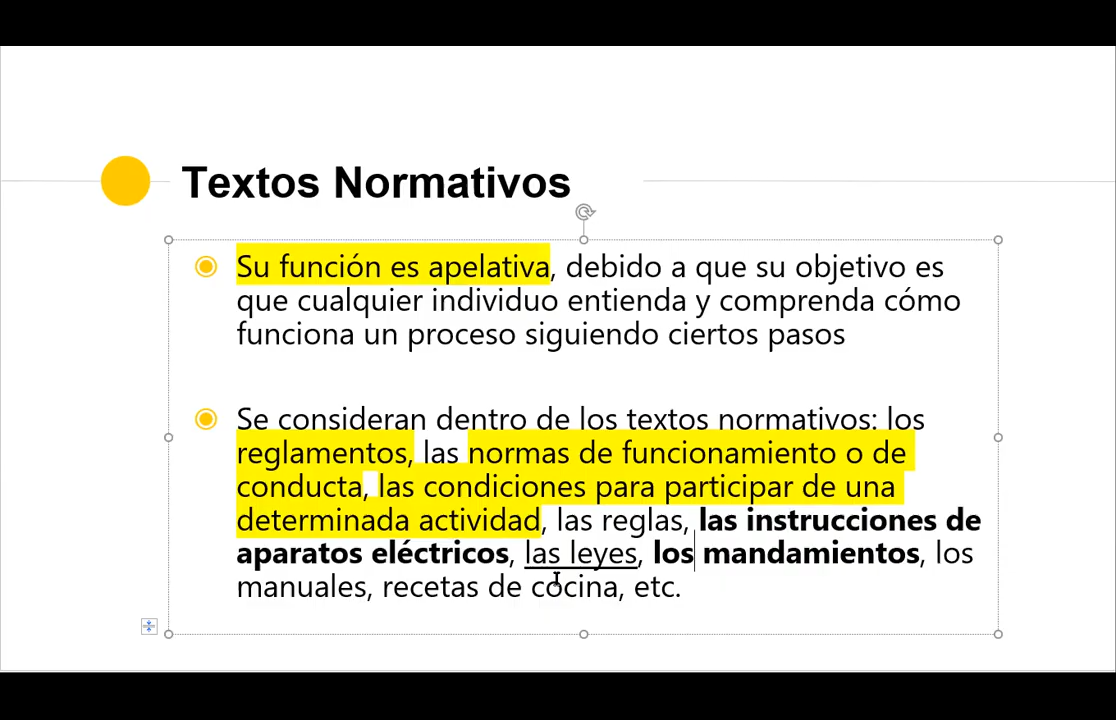 Textos Normativos
Su función es apelativa, debido a que su objetivo es
que cualquier individuo entienda y comprenda cómo
funciona un proceso siguiendo ciertos pasos
Se consideran dentro de los textos normativos: los
reglamentos, las normas de funcionamiento o de
conducta, las condiciones para participar de una
determinada actividad, las reglas, las instrucciones de
aparatos eléctricos, las leyes, los mandamientos, los
manuales, recetas de cocina, etc.